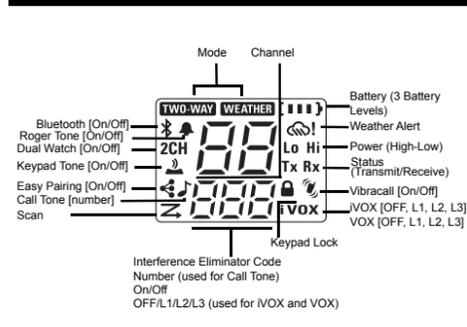 Mode Channel
TWO-WAY WEATHER
Battery (3 Battery
Levels)
Bluetooth [On/Off]
Roger Tone [On/Off]
Dual Watch [On/Off]
Keypad Tone [On/Off]
Easy Pairing [On/Off]
Call Tone [number]
Scan
2CH
88
888
Lo Hi
Tx Rx
iVOX
Weather Alert
Power (High-Low)
Status
(Transmit/Receive)
Vibracall [On/Off]
iVOX [OFF, L1, L2, L3]
VOX [OFF, L1, L2, L3]
Keypad Lock
Interference Eliminator Code
Number (used for Call Tone)
On/Off
OFF/L1/L2/L3 (used for iVOX and VOX)